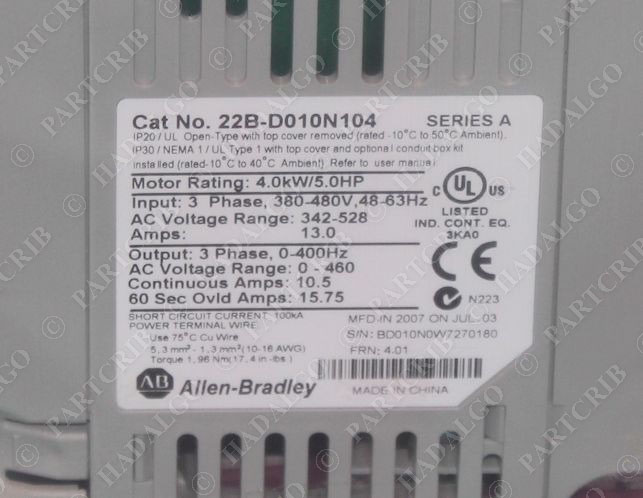 Cat No. 22B-D010N104 SERIES A
IP20 / UL Open-Type with top cover removed (rated -10°C to 50°C Ambient).
IP30 / NEMA 1 / UL Type 1 with top cover and optional conduit box kit
installed (rated -10°C to 40°C Ambient). Refer to user manual
Motor Rating: 4.0kW/5.0HP
Input: 3 Phase, 380-480V,48-63Hz
AC Voltage Range: 342-528
Amps: 13.0
C UL US
LISTED
IND. CONT. EQ.
3KA0
Output: 3 Phase, 0-400Hz
AC Voltage Range: 0 - 460
Continuous Amps: 10.5
60 Sec Ovld Amps: 15.75
CE
N223
SHORT CIRCUIT CURRENT 100kA
POWER TERMINAL WIRE
Use 75°C Cu Wire
5.3 mm² - 1.3 mm²(10-16 AWG)
Torque 1.96 Nm(17.4 in -lbs.)
MFD IN 2007 ON JUL 03
S/N: BD010N0W7270180
FRN: 4.01
AB Allen-Bradley
MADE IN CHINA
© PARTCRIB
© HADALGO